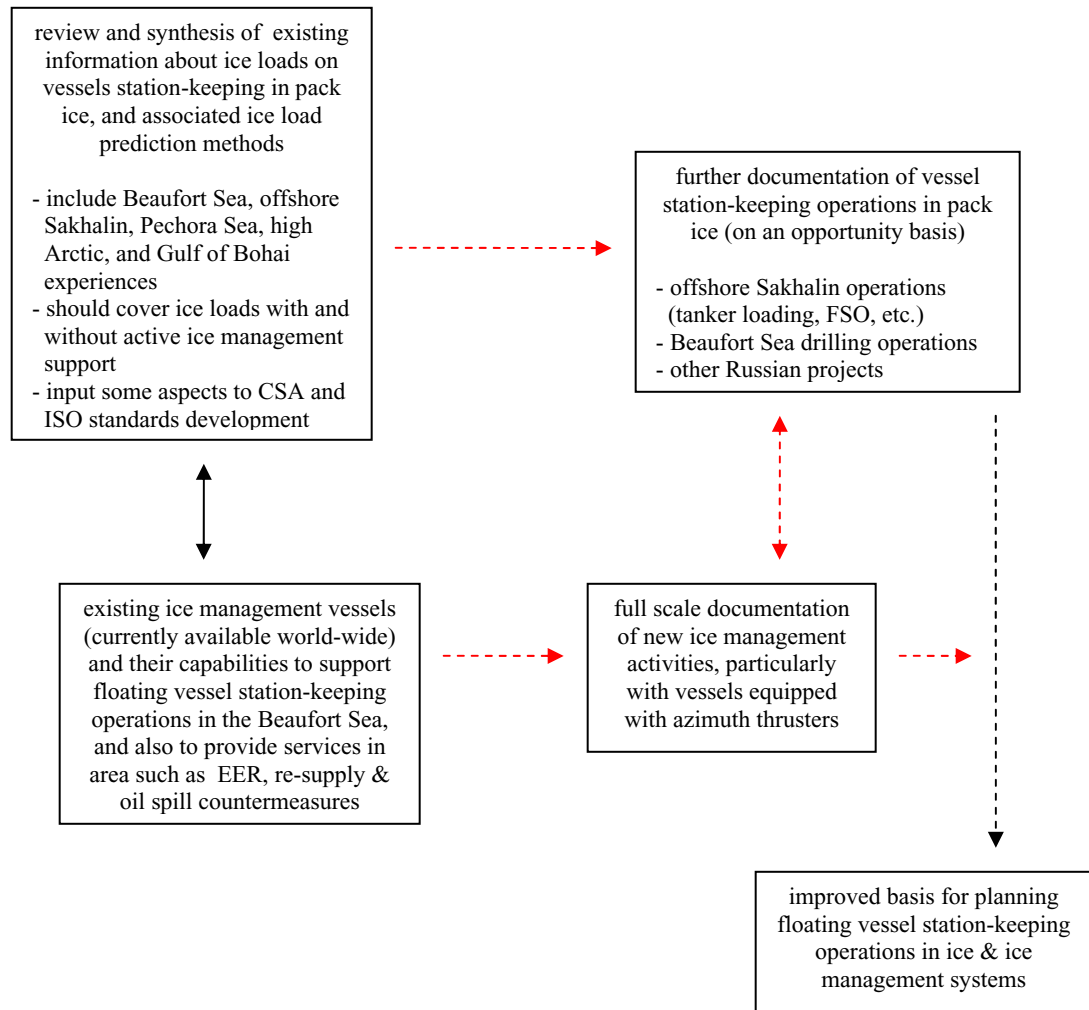 review and synthesis of existing
information about ice loads on
vessels station-keeping in pack
ice, and associated ice load
prediction methods
- include Beaufort Sea, offshore
Sakhalin, Pechora Sea, high
Arctic, and Gulf of Bohai
experiences
- should cover ice loads with and
without active ice management
support
- input some aspects to CSA and
ISO standards development
further documentation of vessel
station-keeping operations in pack
ice (on an opportunity basis)
- offshore Sakhalin operations
(tanker loading, FSO, etc.)
- Beaufort Sea drilling operations
- other Russian projects
existing ice management vessels
(currently available world-wide)
and their capabilities to support
floating vessel station-keeping
operations in the Beaufort Sea,
and also to provide services in
area such as EER, re-supply &
oil spill countermeasures
full scale documentation
of new ice management
activities, particularly
with vessels equipped
with azimuth thrusters
improved basis for planning
floating vessel station-keeping
operations in ice & ice
management systems